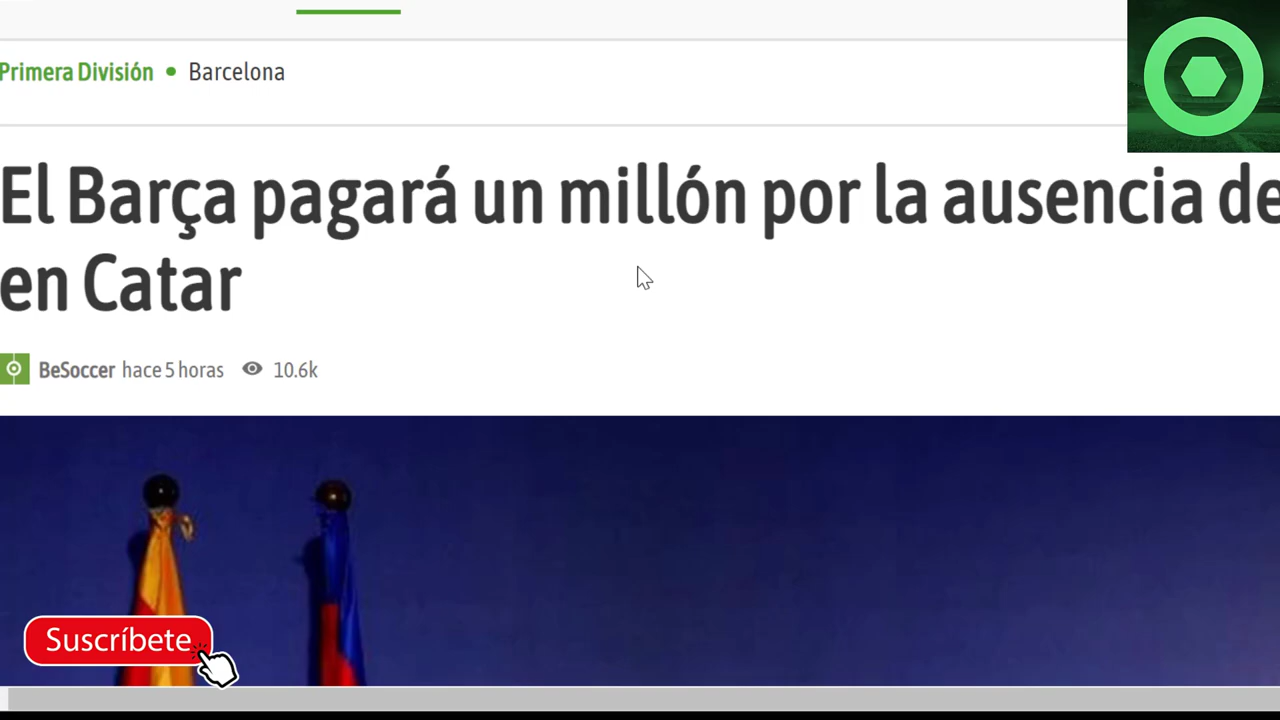 Primera División • Barcelona
El Barça pagará un millón por la ausencia de
en Catar
BeSoccer hace 5 horas 10.6k
Suscríbete